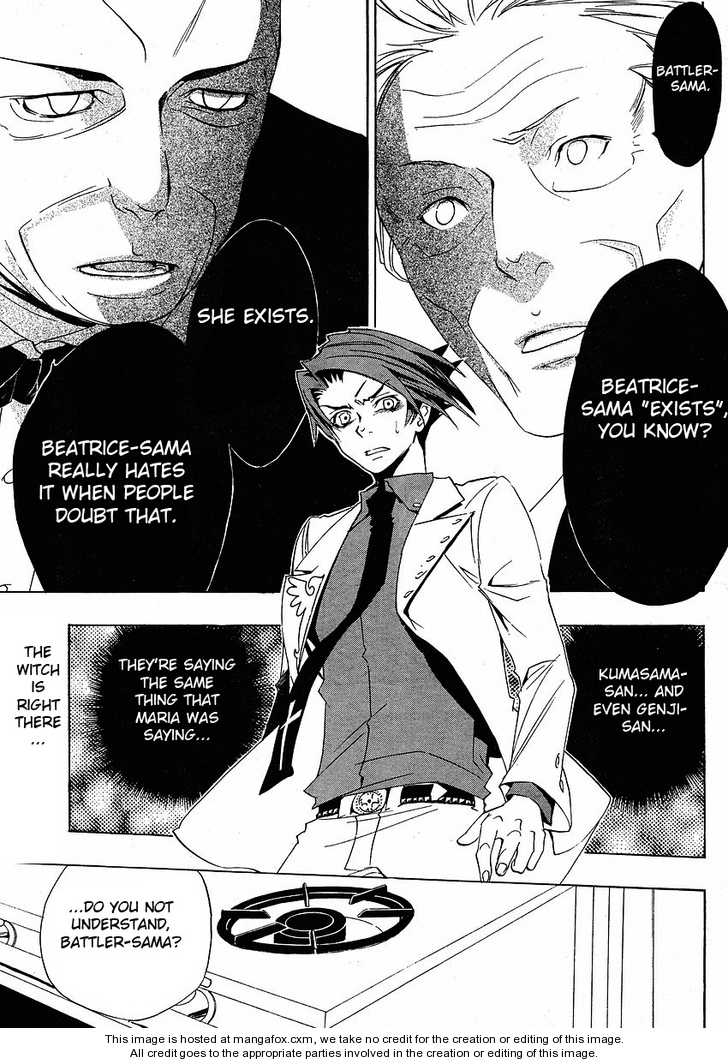 BATTLER-
SAMA.
BEATRICE-
SAMA "EXISTS",
YOU KNOW?
SHE EXISTS.
BEATRICE-SAMA
REALLY HATES
IT WHEN PEOPLE
DOUBT THAT.
KUMASAMA-
SAN... AND
EVEN GENJI-
SAN...
THEY'RE SAYING
THE SAME
THING THAT
MARIA WAS
SAYING...
THE
WITCH
IS
RIGHT
THERE
...
...DO YOU NOT
UNDERSTAND,
BATTLER-SAMA?
This image is hosted at mangafox.cxm, we take no credit for the creation or editing of this image.
All credit goes to the appropriate parties involved in the creation or editing of this image.